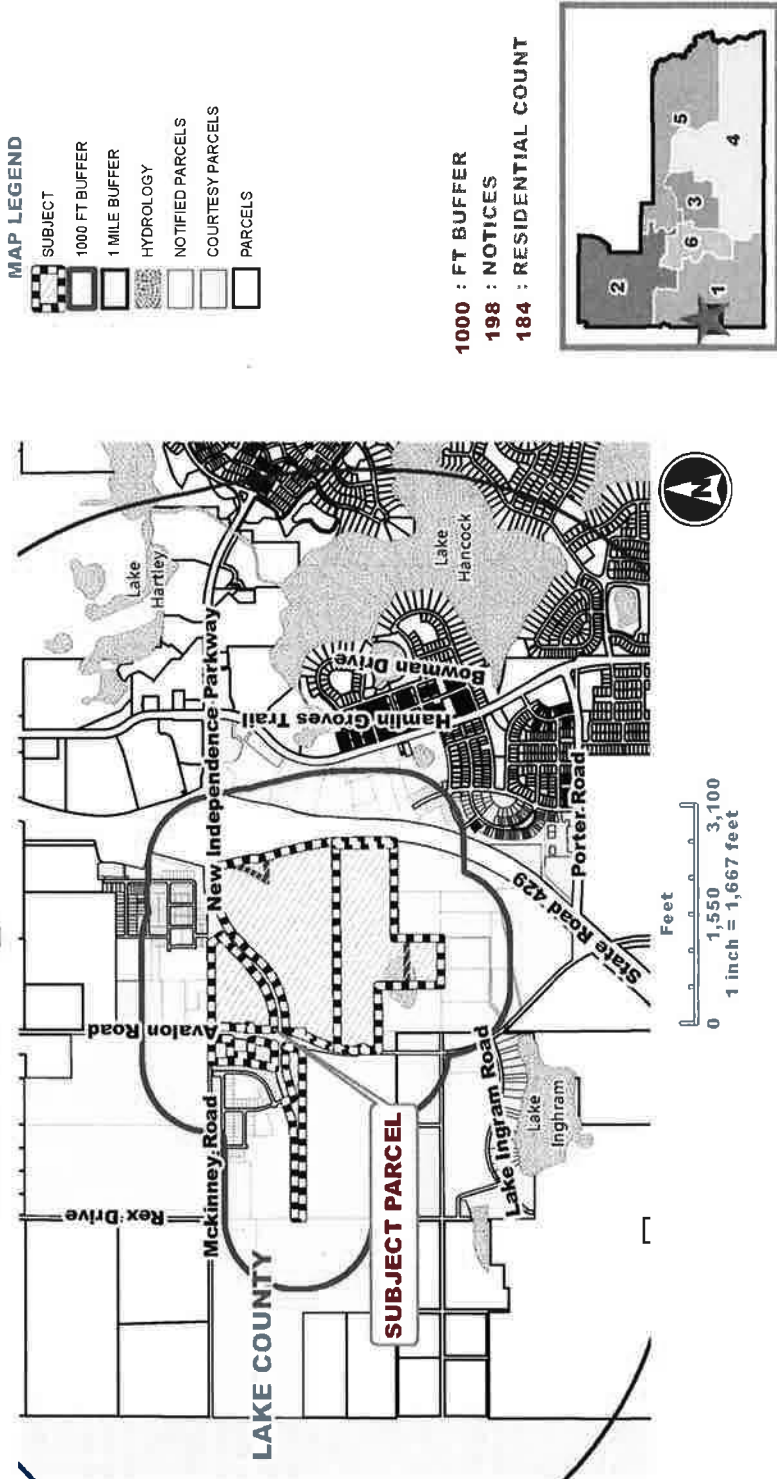 MAP LEGEND
SUBJECT
1000 FT BUFFER
1 MILE BUFFER
HYDROLOGY
NOTIFIED PARCELS
COURTESY PARCELS
PARCELS
1000 : FT BUFFER
198 : NOTICES
184 : RESIDENTIAL COUNT
1
2
3
4
5
6
LAKE COUNTY
Rex Drive
Mckinney Road
Avalon Road
New Independence Parkway
Lake
Hartley
Hamlin Groves Trail
Bowman Drive
Lake
Hancock
SUBJECT PARCEL
Lake Ingram Road
Lake
Inghram
State Road 429
Porter Road
N
Feet
0 1,550 3,100
1 inch = 1,667 feet